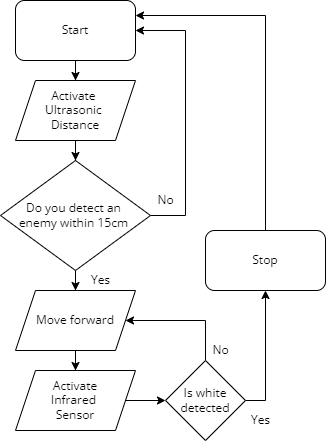 Start
Activate
Ultrasonic
Distance
Do you detect an
enemy within 15cm
No
Yes
Stop
Move forward
No
Activate
Infrared
Sensor
Is white
detected
Yes